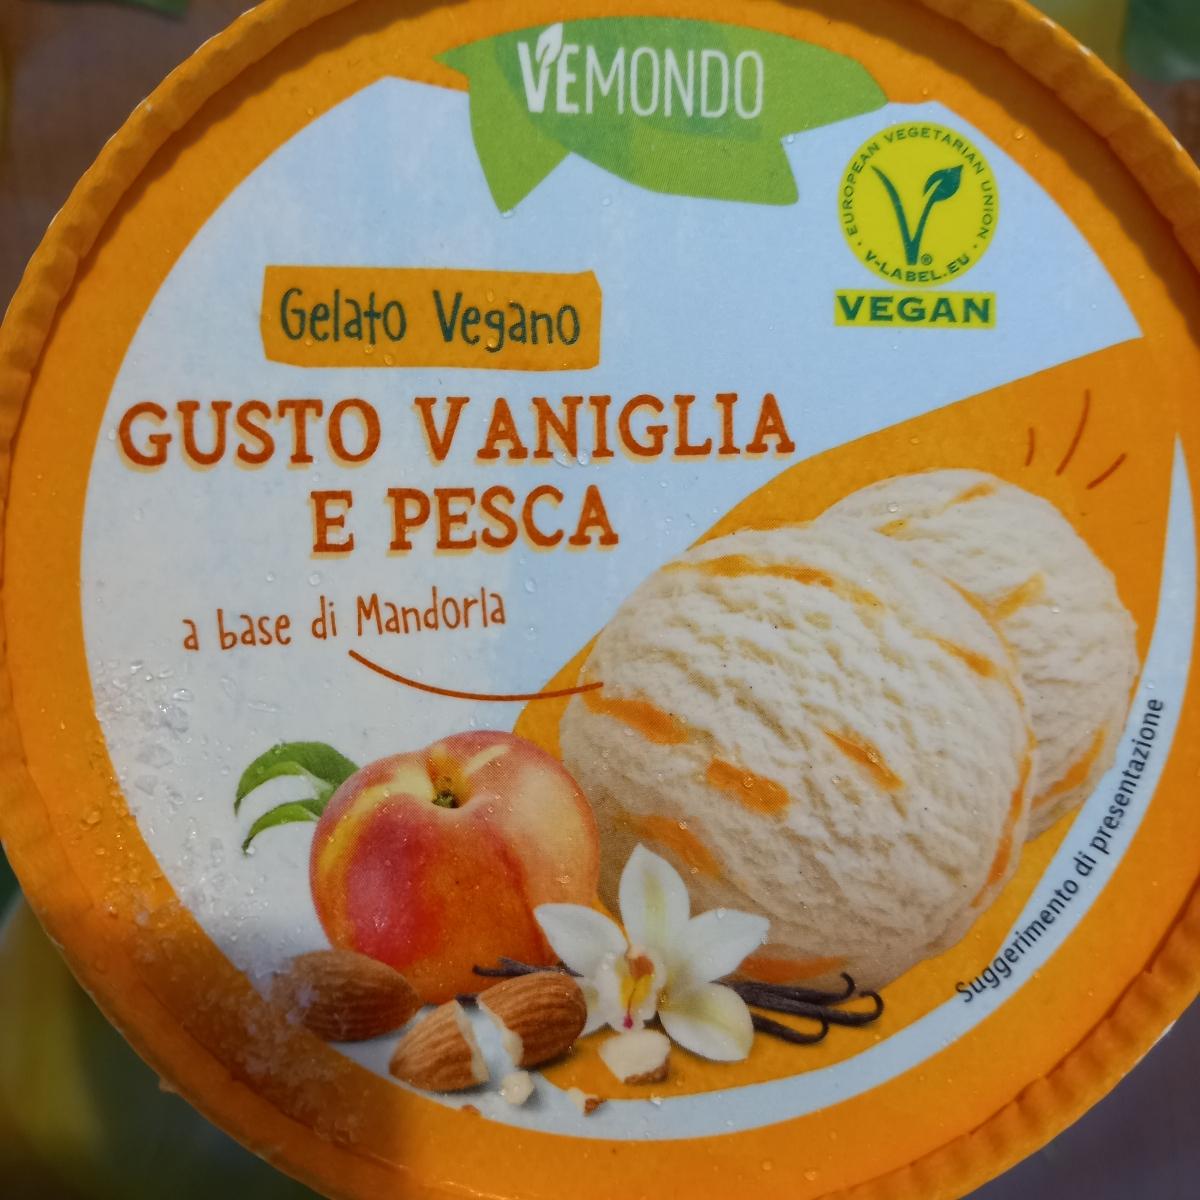 VEMONDO
EUROPEAN VEGETARIAN UNION
V-LABEL.EU
VEGAN
Gelato Vegano
GUSTO VANIGLIA
E PESCA
a base di Mandorla
Suggerimento di presentazione